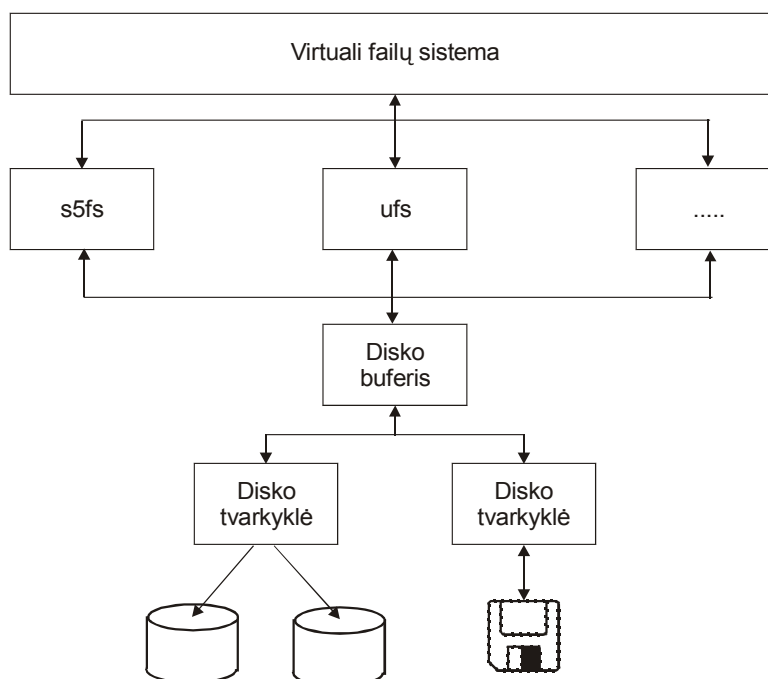 Virtuali failų sistema
s5fs
ufs
.....
Disko
buferis
Disko
tvarkyklė
Disko
tvarkyklė